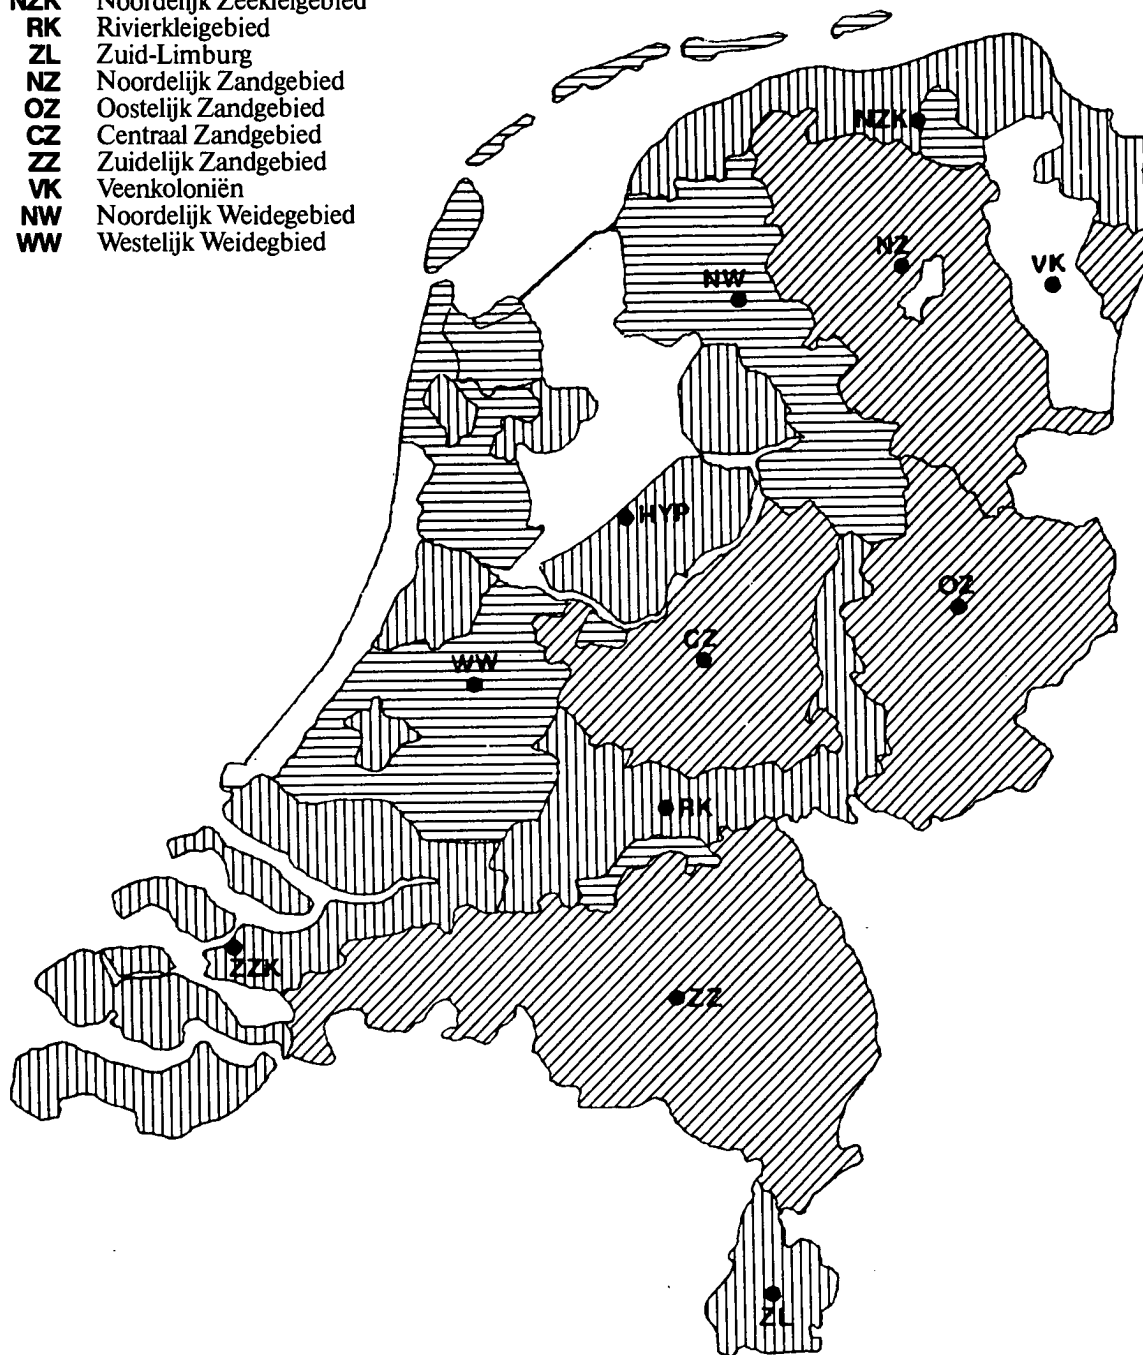 NZK Noordelijk Zeekleigebied
RK Rivierkleigebied
ZL Zuid-Limburg
NZ Noordelijk Zandgebied
OZ Oostelijk Zandgebied
CZ Centraal Zandgebied
ZZ Zuidelijk Zandgebied
VK Veenkoloniën
NW Noordelijk Weidegebied
WW Westelijk Weidegbied
NZK
NZ
VK
NW
HYP
OZ
CZ
WW
RK
ZZK
ZZ
ZL